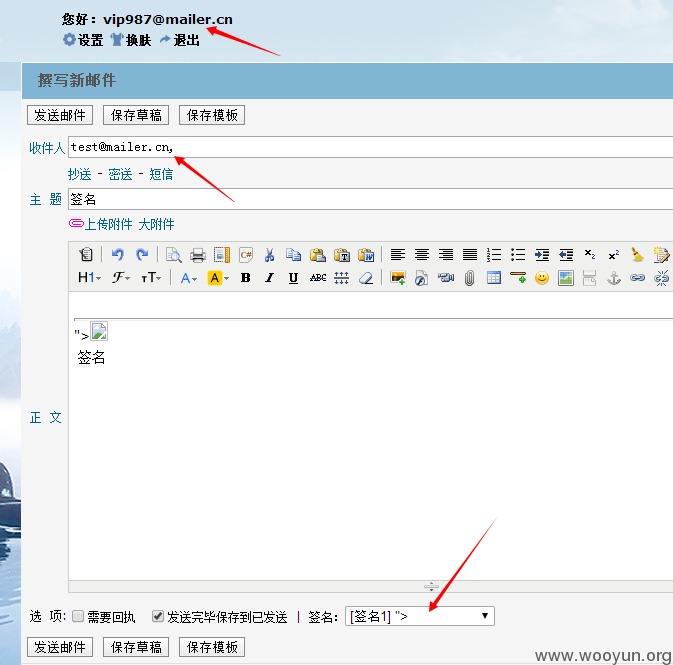 您好：vip987@mailer.cn
设置 换肤 退出
撰写新邮件
发送邮件 保存草稿 保存模板
收件人 test@mailer.cn,
抄送 - 密送 - 短信
主 题 签名
上传附件 大附件
H1 F тT A A B I U ABC
">
签名
正 文
选 项: 需要回执 发送完毕保存到已发送 | 签名: [签名1] ">
发送邮件 保存草稿 保存模板
www.wooyun.org